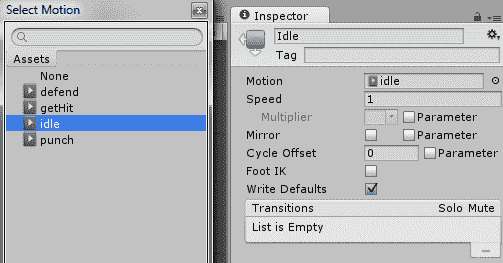 Select Motion
Assets
None
defend
getHit
idle
punch
Inspector
Idle
Tag
Motion idle
Speed 1
Multiplier Parameter
Mirror Parameter
Cycle Offset 0 Parameter
Foot IK
Write Defaults
Transitions Solo Mute
List is Empty